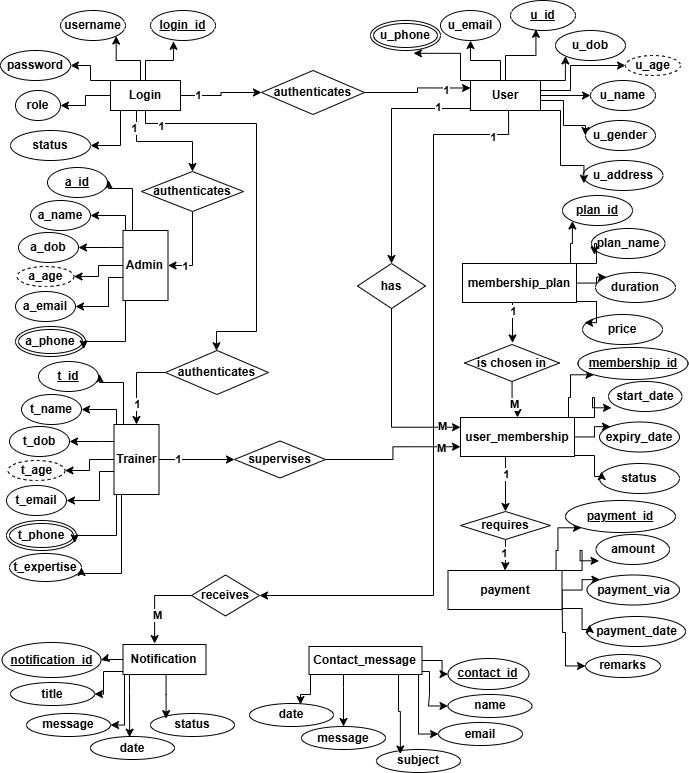 username
login_id
u_phone
u_email
u_id
u_dob
password
u_age
Login
1
authenticates
1
User
u_name
role
1
1
1
1
u_gender
status
u_address
a_id
authenticates
a_name
plan_id
a_dob
plan_name
Admin
1
a_age
has
membership_plan
duration
a_email
1
a_phone
price
is chosen in
membership_id
t_id
authenticates
start_date
t_name
1
M
M
user_membership
expiry_date
t_dob
M
Trainer
1
supervises
t_age
1
status
t_email
payment_id
requires
t_phone
amount
1
t_expertise
payment
payment_via
receives
M
payment_date
notification_id
Notification
Contact_message
remarks
contact_id
title
name
date
message
status
email
message
date
subject